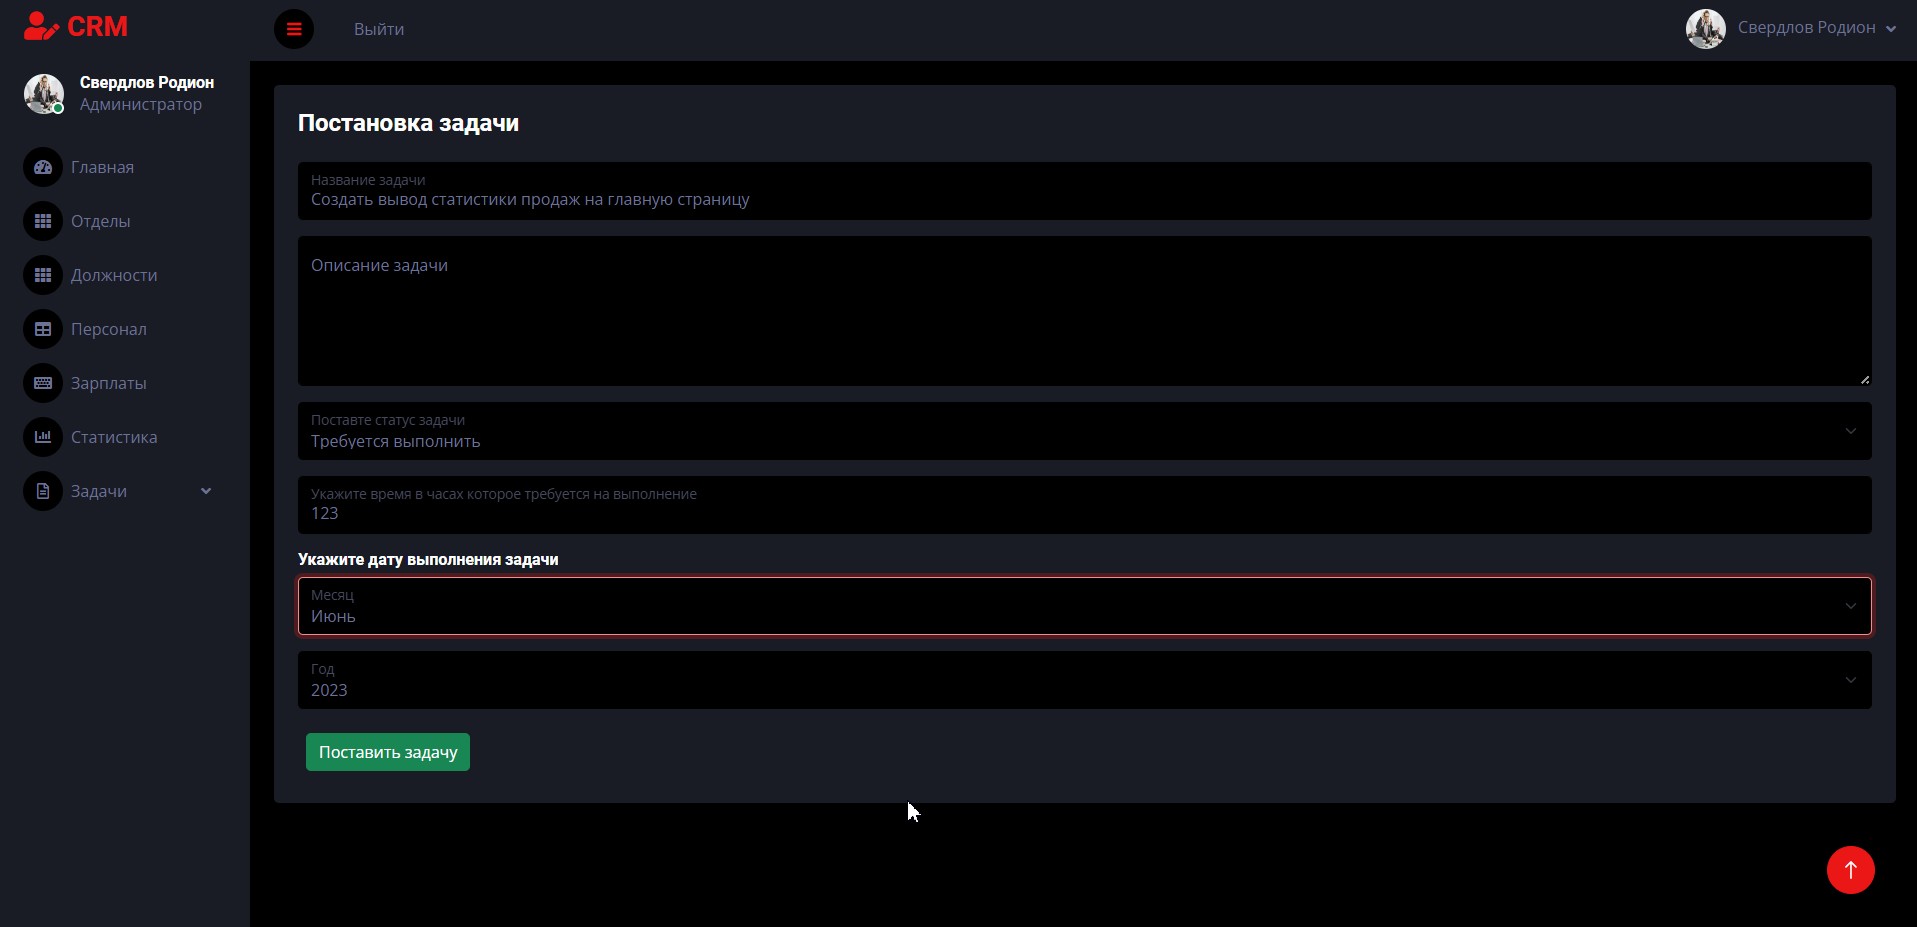 CRM
Выйти
Свердлов Родион
Свердлов Родион
Администратор
Главная
Отделы
Должности
Персонал
Зарплаты
Статистика
Задачи
Постановка задачи
Название задачи
Создать вывод статистики продаж на главную страницу
Описание задачи
Поставте статус задачи
Требуется выполнить
Укажите время в часах которое требуется на выполнение
123
Укажите дату выполнения задачи
Месяц
Июнь
Год
2023
Поставить задачу